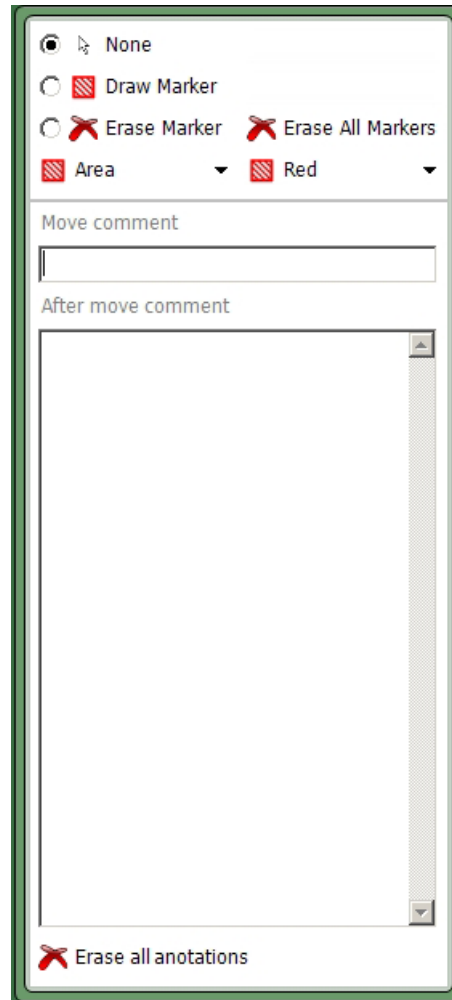 None
Draw Marker
Erase Marker Erase All Markers
Area Red
Move comment
After move comment
Erase all anotations